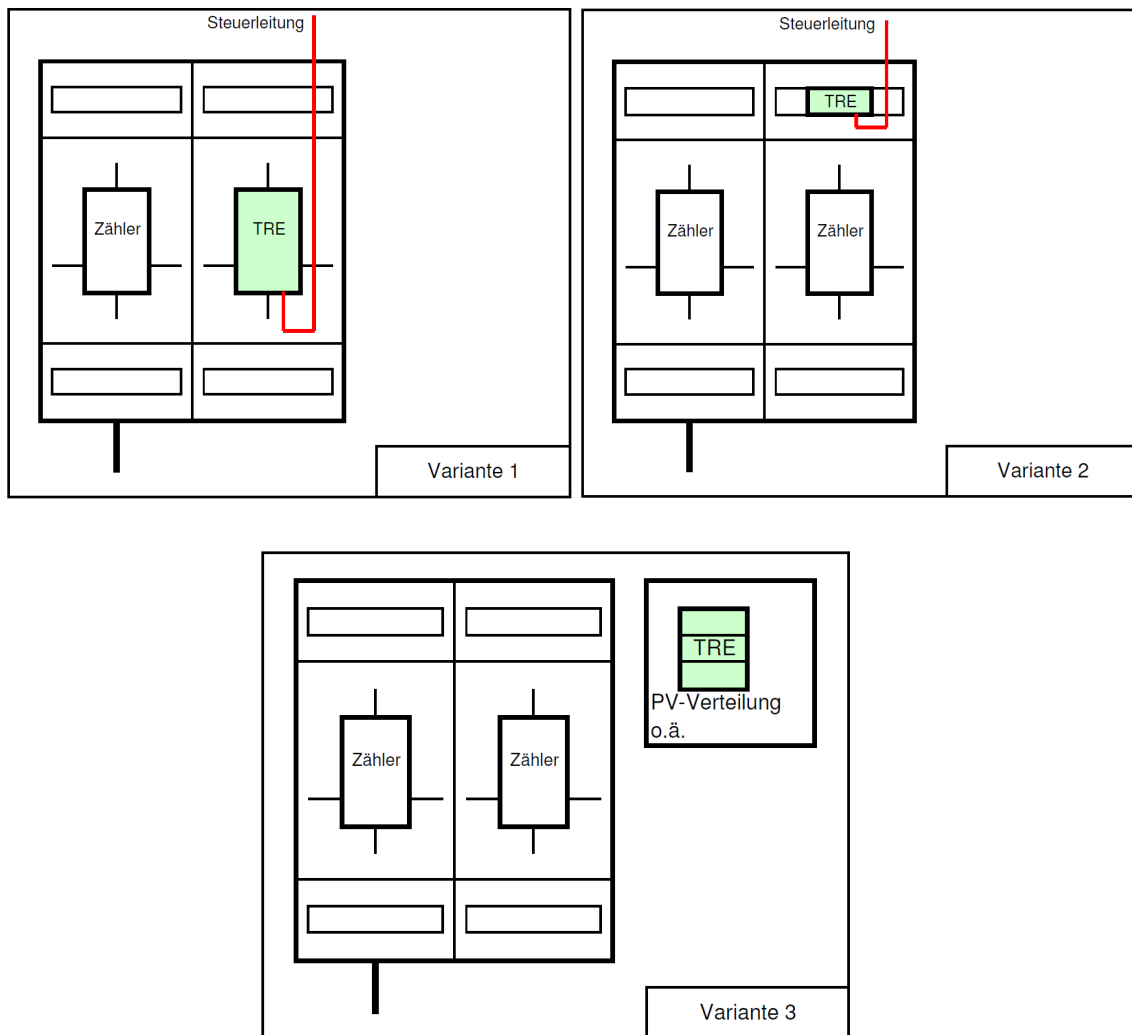 Steuerleitung
Zähler
TRE
Variante 1
Steuerleitung
TRE
Zähler
Zähler
Variante 2
Zähler
Zähler
TRE
PV-Verteilung
o.ä.
Variante 3